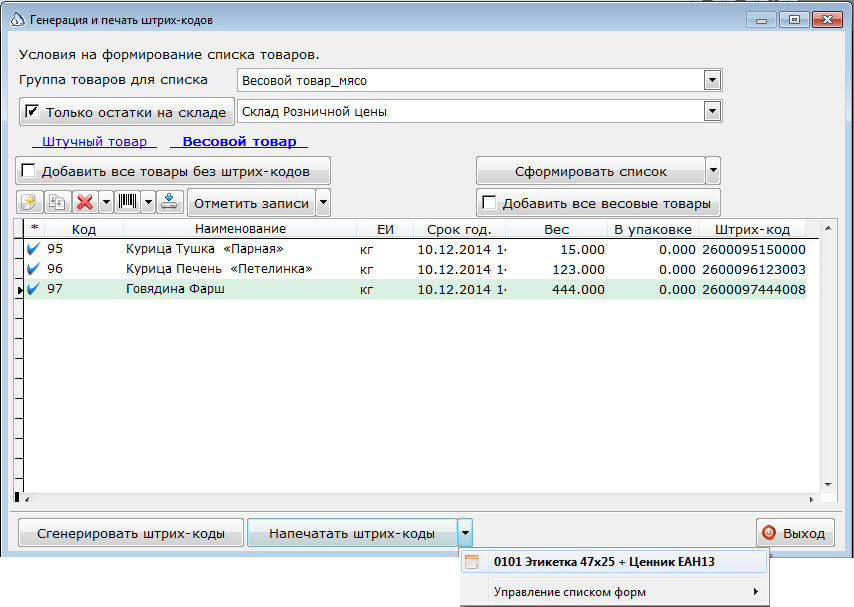 Генерация и печать штрих-кодов
Условия на формирование списка товаров.
Группа товаров для списка Весовой товар_мясо
Только остатки на складе Склад Розничной цены
Штучный товар Весовой товар
Добавить все товары без штрих-кодов Сформировать список
Отметить записи Добавить все весовые товары
* Код Наименование ЕИ Срок год. Вес В упаковке Штрих-код
95 Курица Тушка «Парная» кг 10.12.2014 14 15.000 0.000 2600095150000
96 Курица Печень «Петелинка» кг 10.12.2014 14 123.000 0.000 2600096123003
97 Говядина Фарш кг 10.12.2014 14 444.000 0.000 2600097444008
Сгенерировать штрих-коды Напечатать штрих-коды Выход
0101 Этикетка 47x25 + Ценник EAH13
Управление списком форм